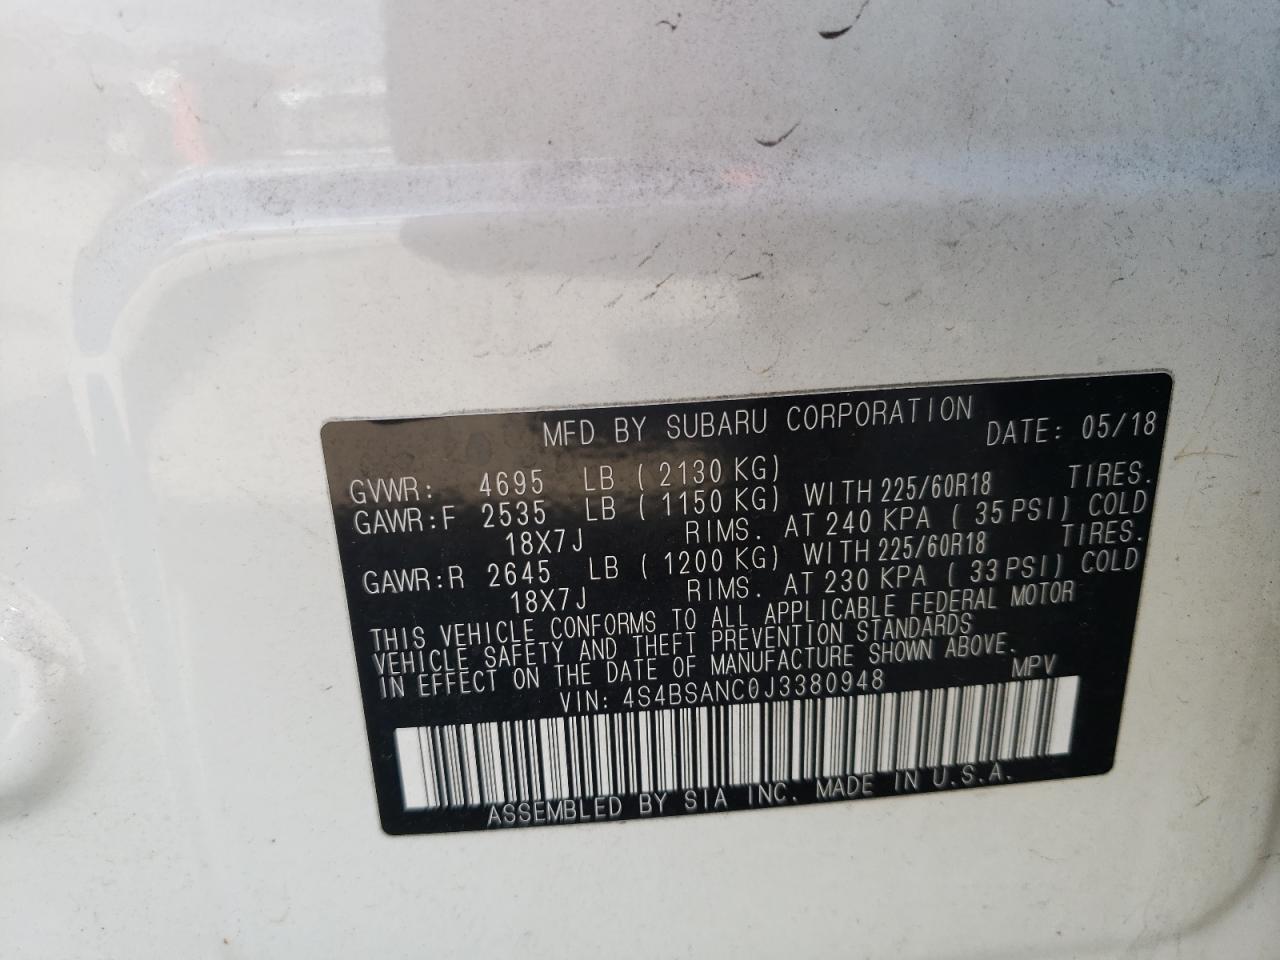 MFD BY SUBARU CORPORATION
DATE: 05/18
GVWR: 4695 LB ( 2130 KG)
GAWR:F 2535 LB ( 1150 KG) WITH 225/60R18 TIRES.
18X7J RIMS. AT 240 KPA ( 35 PSI) COLD
GAWR:R 2645 LB ( 1200 KG) WITH 225/60R18 TIRES.
18X7J RIMS. AT 230 KPA ( 33 PSI) COLD
THIS VEHICLE CONFORMS TO ALL APPLICABLE FEDERAL MOTOR
VEHICLE SAFETY AND THEFT PREVENTION STANDARDS
IN EFFECT ON THE DATE OF MANUFACTURE SHOWN ABOVE.
VIN: 4S4BSANC0J3380948 MPV
ASSEMBLED BY SIA INC. MADE IN U.S.A.